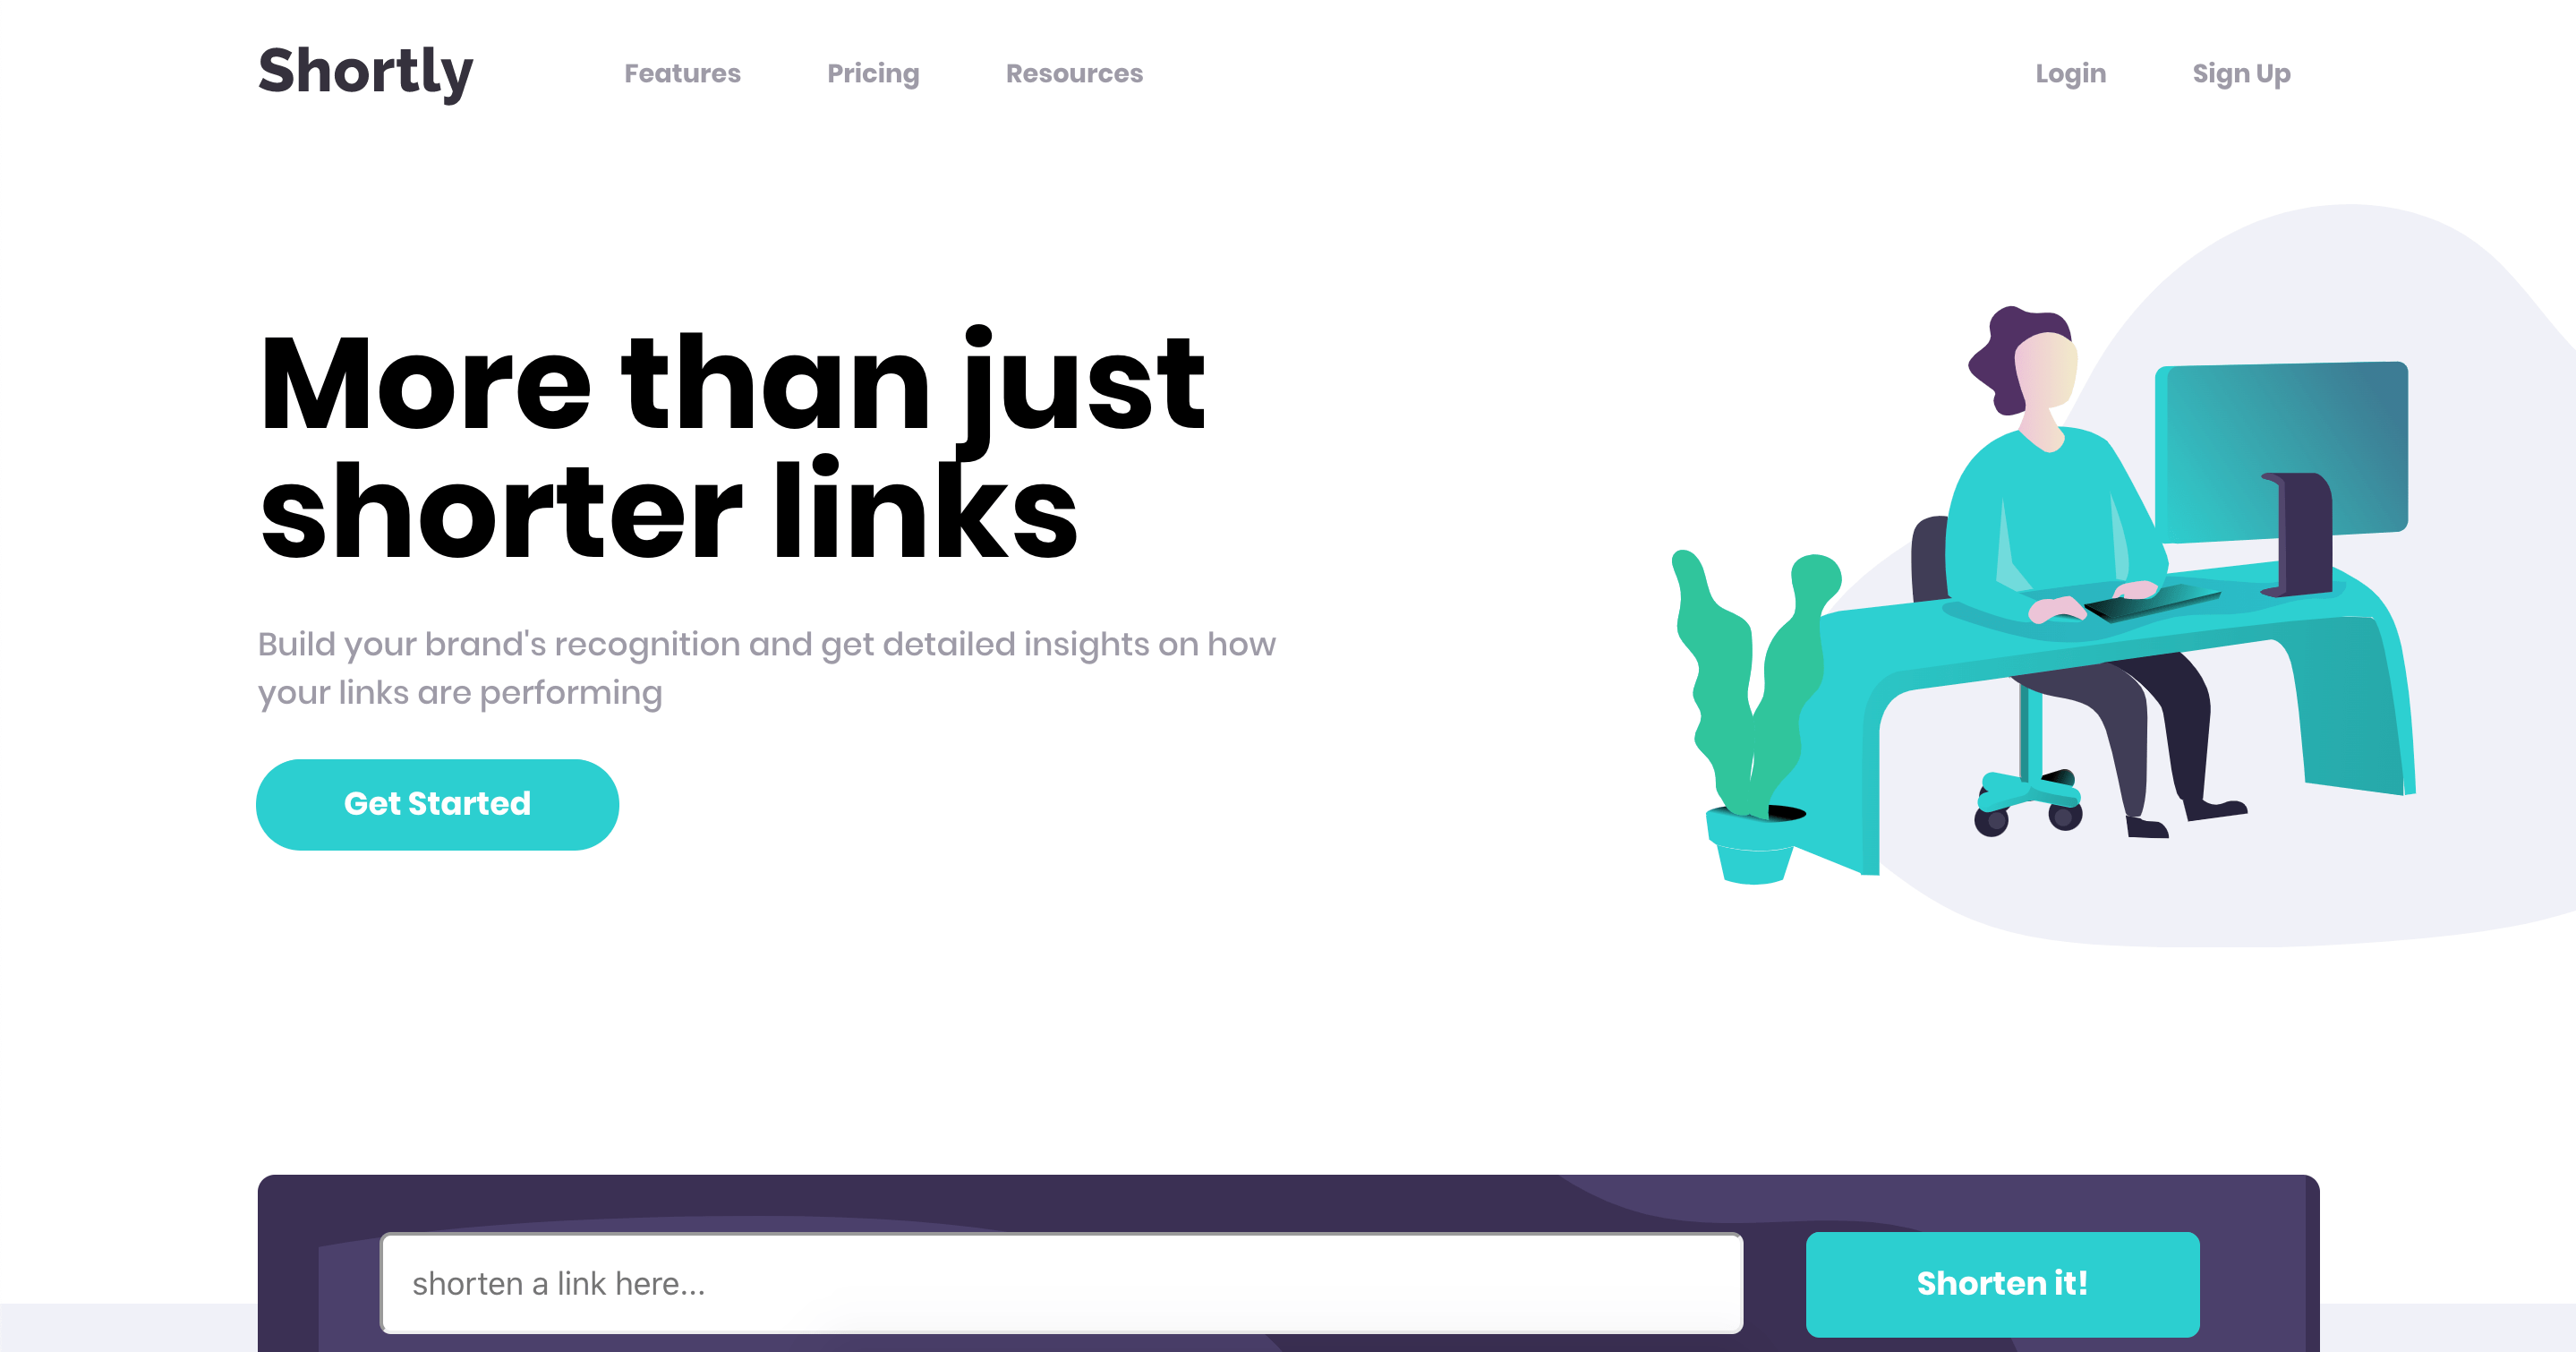 Shortly
Features
Pricing
Resources
Login
Sign Up
More than just
shorter links
Build your brand's recognition and get detailed insights on how
your links are performing
Get Started
shorten a link here...
Shorten it!